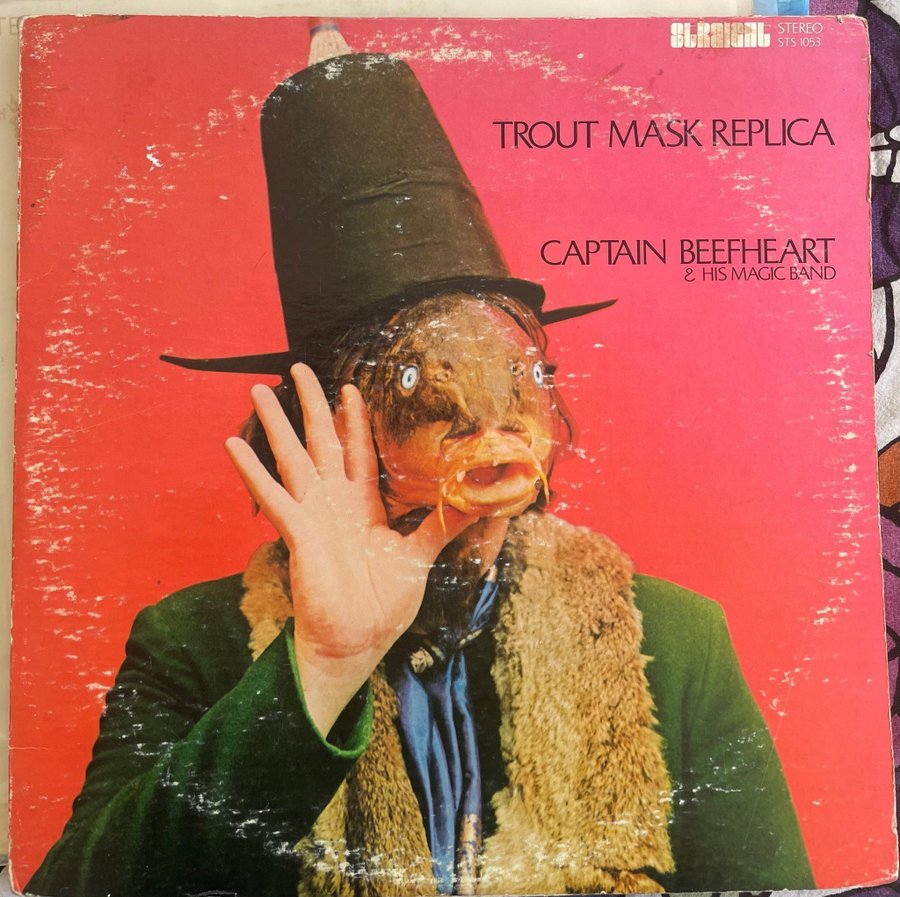 Straight STEREO
STS 1053
TROUT MASK REPLICA
CAPTAIN BEEFHEART
& HIS MAGIC BAND